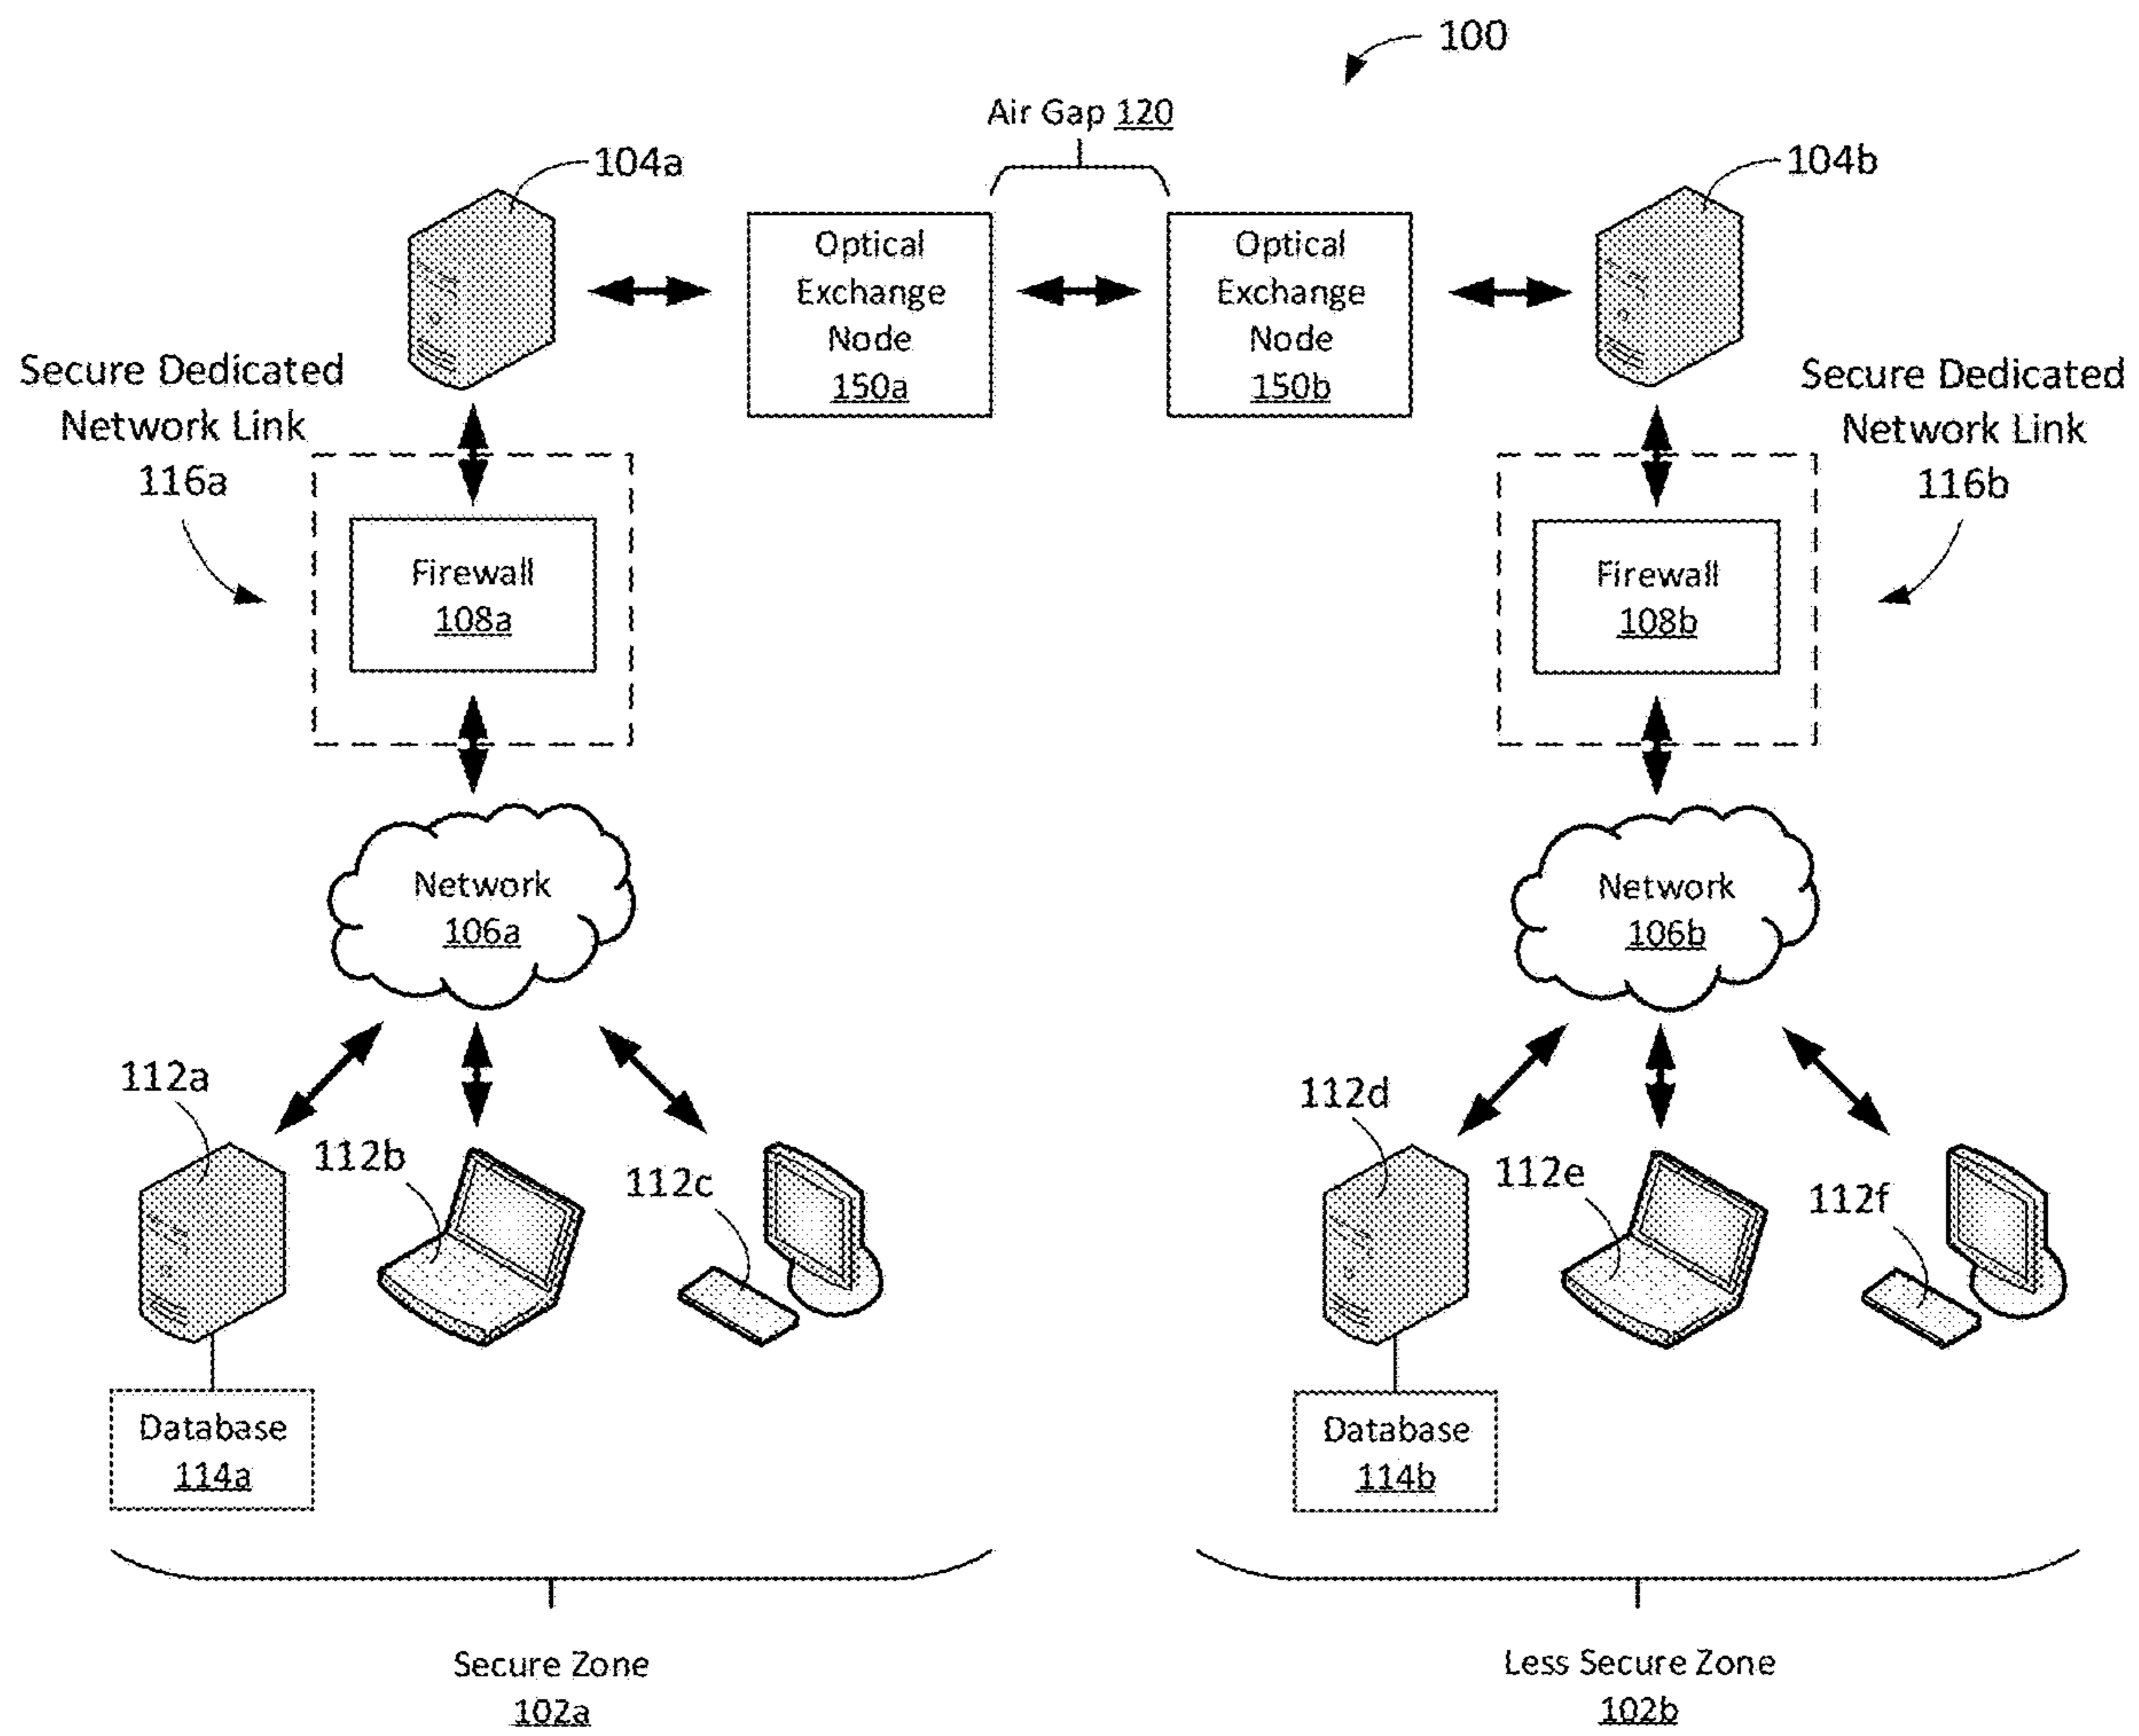 100
Air Gap 120
104a
104b
Optical
Exchange
Node
150a
Optical
Exchange
Node
150b
Secure Dedicated
Network Link
116a
Secure Dedicated
Network Link
116b
Firewall
108a
Firewall
108b
Network
106a
Network
106b
112a
112b
112c
112d
112e
112f
Database
114a
Database
114b
Secure Zone
102a
Less Secure Zone
102b